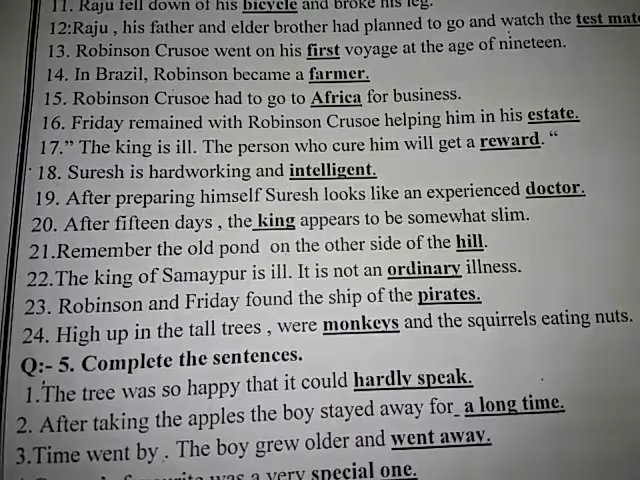 11. Raju fell down of his bicycle and broke his leg.
12:Raju , his father and elder brother had planned to go and watch the test
13. Robinson Crusoe went on his first voyage at the age of nineteen.
14. In Brazil, Robinson became a farmer.
15. Robinson Crusoe had to go to Africa for business.
16. Friday remained with Robinson Crusoe helping him in his estate.
17.” The king is ill. The person who cure him will get a reward. “
18. Suresh is hardworking and intelligent.
19. After preparing himself Suresh looks like an experienced doctor.
20. After fifteen days , the king appears to be somewhat slim.
21.Remember the old pond on the other side of the hill.
22.The king of Samaypur is ill. It is not an ordinary illness.
23. Robinson and Friday found the ship of the pirates.
24. High up in the tall trees , were monkeys and the squirrels eating nuts.
Q:- 5. Complete the sentences.
1.The tree was so happy that it could hardly speak.
2. After taking the apples the boy stayed away for_ a long time.
3.Time went by . The boy grew older and went away.
was a very special one.